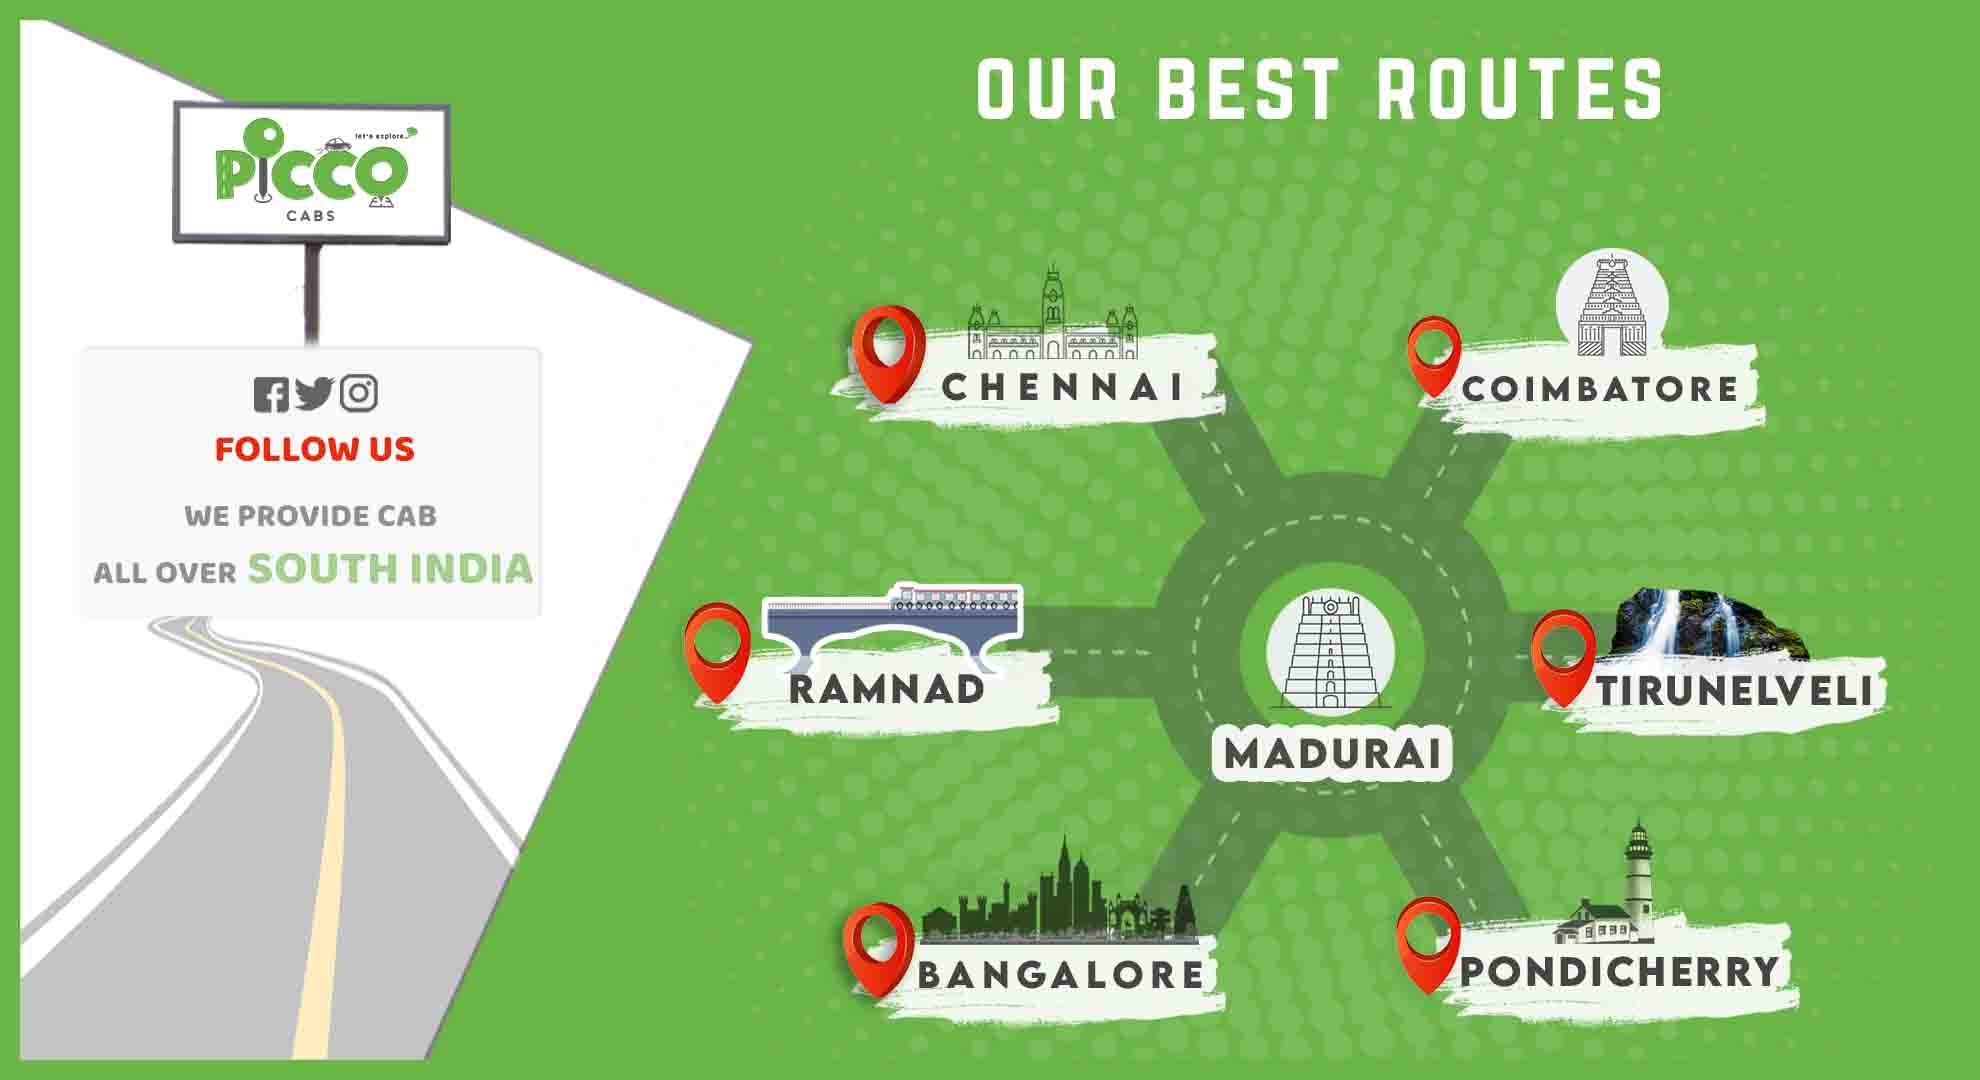 let's explore..
PICCO
CABS
FOLLOW US
WE PROVIDE CAB
ALL OVER SOUTH INDIA
OUR BEST ROUTES
CHENNAI
COIMBATORE
RAMNAD
MADURAI
TIRUNELVELI
BANGALORE
PONDICHERRY